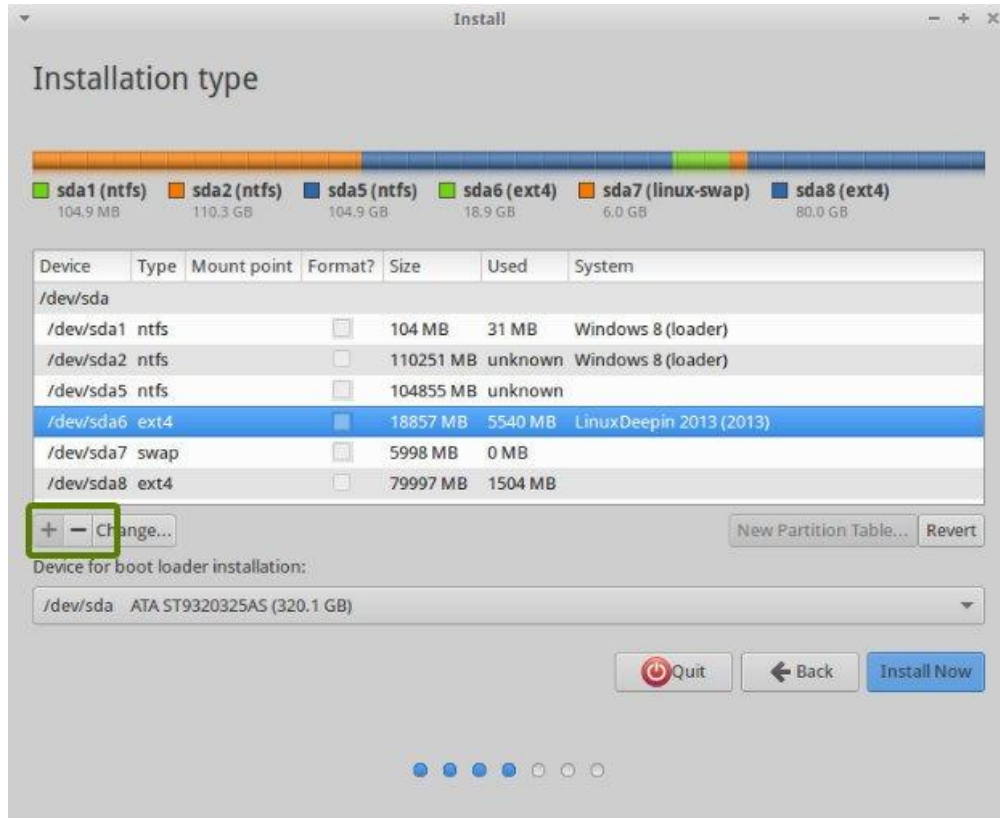 Install
Installation type
sda1 (ntfs) sda2 (ntfs) sda5 (ntfs) sda6 (ext4) sda7 (linux-swap) sda8 (ext4)
104.9 MB 110.3 GB 104.9 GB 18.9 GB 6.0 GB 80.0 GB
Device Type Mount point Format? Size Used System
/dev/sda
/dev/sda1 ntfs 104 MB 31 MB Windows 8 (loader)
/dev/sda2 ntfs 110251 MB unknown Windows 8 (loader)
/dev/sda5 ntfs 104855 MB unknown
/dev/sda6 ext4 18857 MB 5540 MB LinuxDeepin 2013 (2013)
/dev/sda7 swap 5998 MB 0 MB
/dev/sda8 ext4 79997 MB 1504 MB
+ − Change... New Partition Table... Revert
Device for boot loader installation:
/dev/sda ATA ST9320325AS (320.1 GB)
Quit Back Install Now